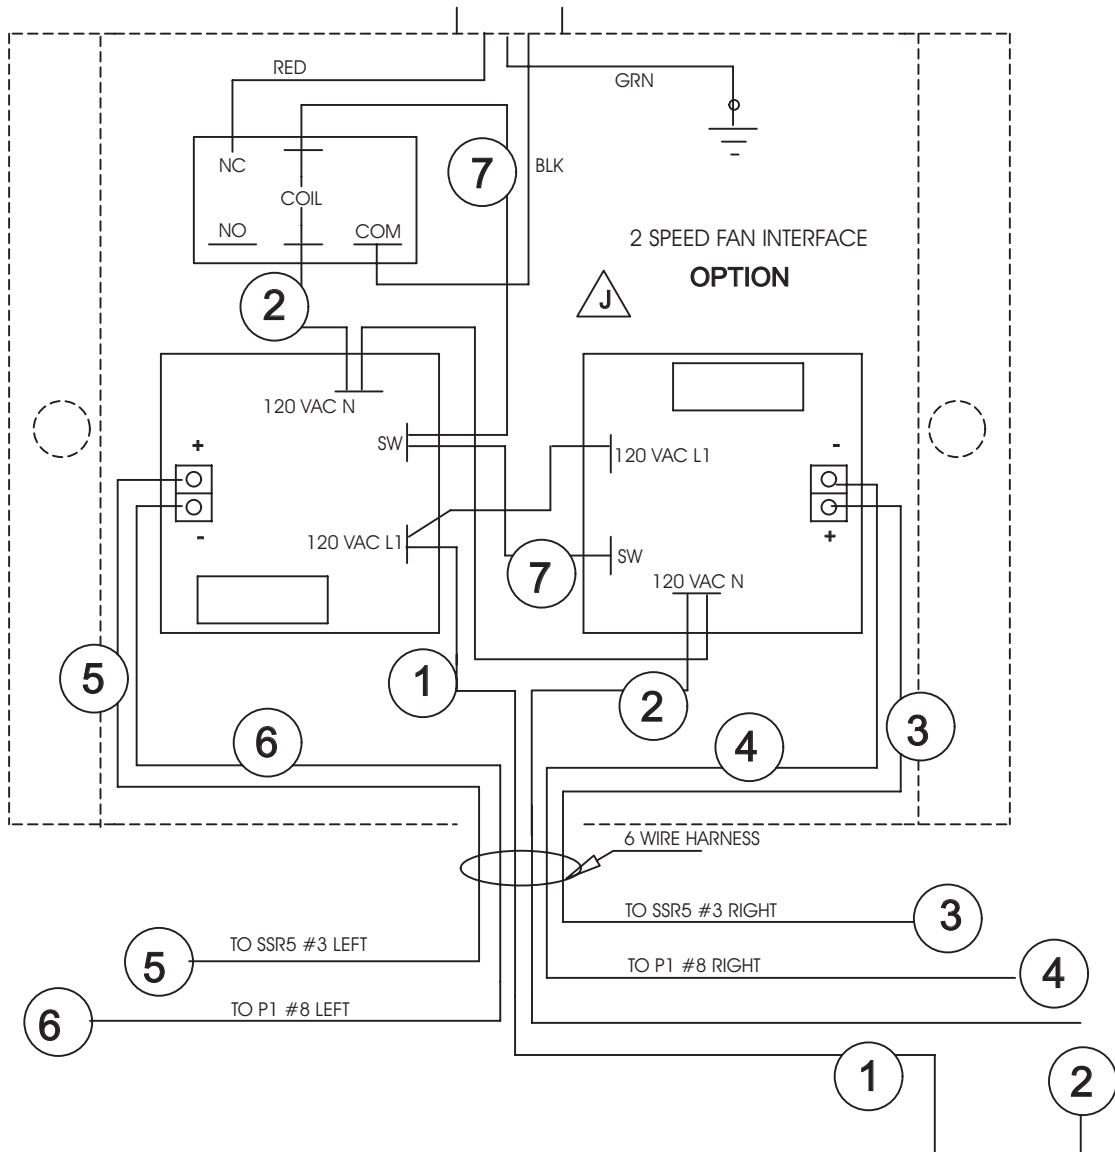 RED
GRN
NC
7
BLK
COIL
NO
COM
2 SPEED FAN INTERFACE
OPTION
2
J
120 VAC N
+
SW
120 VAC L1
-
-
120 VAC L1
+
SW
7
120 VAC N
5
1
2
6
4
3
6 WIRE HARNESS
TO SSR5 #3 RIGHT
3
TO SSR5 #3 LEFT
5
TO P1 #8 RIGHT
4
TO P1 #8 LEFT
6
1
2